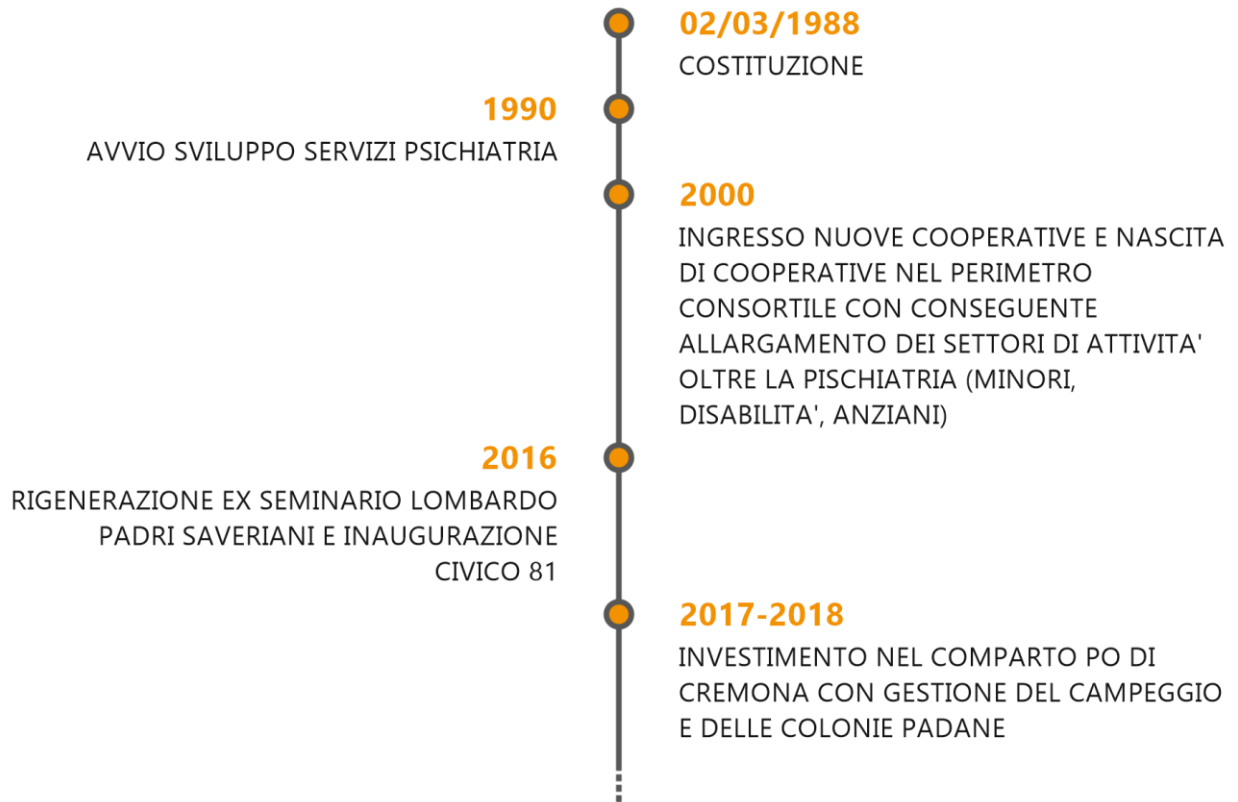 02/03/1988
COSTITUZIONE
1990
AVVIO SVILUPPO SERVIZI PSICHIATRIA
2000
INGRESSO NUOVE COOPERATIVE E NASCITA
DI COOPERATIVE NEL PERIMETRO
CONSORTILE CON CONSEGUENTE
ALLARGAMENTO DEI SETTORI DI ATTIVITA'
OLTRE LA PISCHIATRIA (MINORI,
DISABILITA', ANZIANI)
2016
RIGENERAZIONE EX SEMINARIO LOMBARDO
PADRI SAVERIANI E INAUGURAZIONE
CIVICO 81
2017-2018
INVESTIMENTO NEL COMPARTO PO DI
CREMONA CON GESTIONE DEL CAMPEGGIO
E DELLE COLONIE PADANE